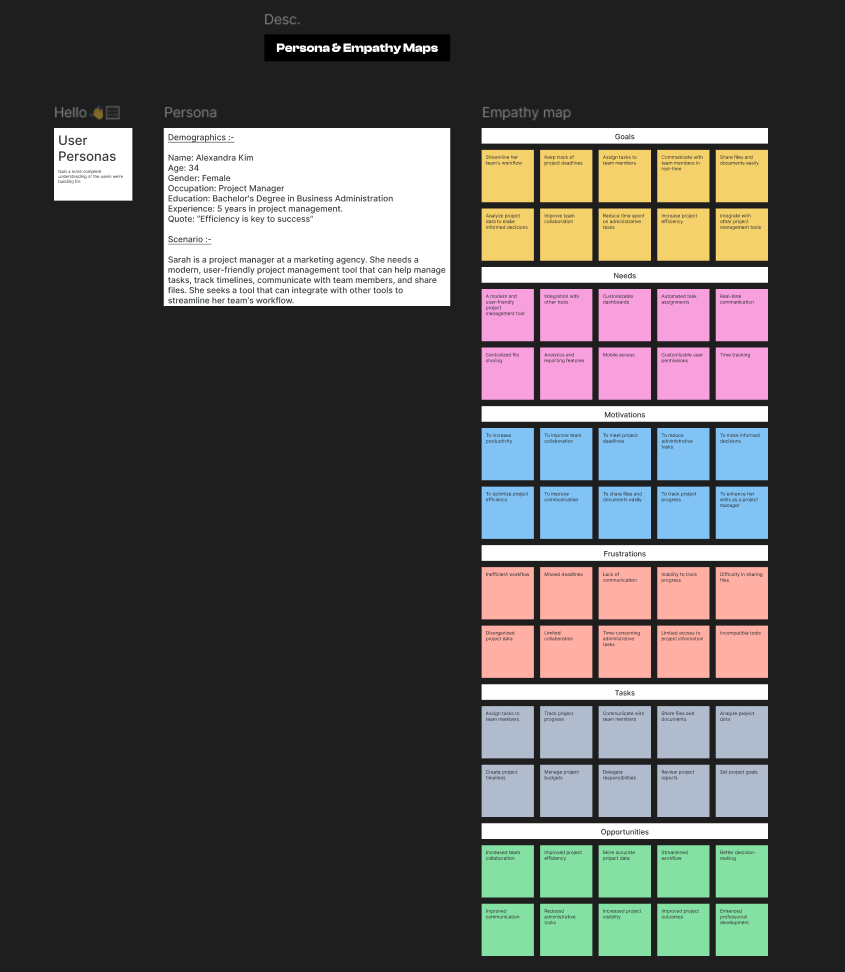 Desc.
Persona & Empathy Maps
Hello 👋
User
Personas
Gain a more complete
understanding of the users we're
building for.
Persona
Demographics :-
Name: Alexandra Kim
Age: 34
Gender: Female
Occupation: Project Manager
Education: Bachelor's Degree in Business Administration
Experience: 5 years in project management.
Quote: "Efficiency is key to success"
Scenario :-
Sarah is a project manager at a marketing agency. She needs a
modern, user-friendly project management tool that can help manage
tasks, track timelines, communicate with team members, and share
files. She seeks a tool that can integrate with other tools to
streamline her team's workflow.
Empathy map
Goals
Streamline her
team's workflow
Keep track of
project deadlines
Assign tasks to
team members
Communicate with
team members in
real-time
Share files and
documents easily
Analyze project
data to make
informed decisions
Improve team
collaboration
Reduce time spent
on administrative
tasks
Increase project
efficiency
Integrate with
other project
management tools
Needs
A modern and
user-friendly
project
management tool
Integration with
other tools
Customizable
dashboards
Automated task
assignments
Real-time
communication
Centralized file
sharing
Analytics and
reporting features
Mobile access
Customizable user
permissions
Time tracking
Motivations
To increase
productivity
To improve team
collaboration
To meet project
deadlines
To reduce
administrative
tasks
To make informed
decisions
To optimize project
efficiency
To improve
communication
To share files and
documents easily
To track project
progress
To enhance her
skills as a project
manager
Frustrations
Inefficient workflow
Missed deadlines
Lack of
communication
Inability to track
progress
Difficulty in sharing
files
Disorganized
project data
Limited
collaboration
Time-consuming
administrative
tasks
Limited access to
project information
Incompatible tools
Tasks
Assign tasks to
team members
Track project
progress
Communicate with
team members
Share files and
documents
Analyze project
data
Create project
timelines
Manage project
budgets
Delegate
responsibilities
Review project
reports
Set project goals
Opportunities
Increased team
collaboration
Improved project
efficiency
More accurate
project data
Streamlined
workflow
Better decision-
making
Improved
communication
Reduced
administrative
tasks
Increased project
visibility
Improved project
outcomes
Enhanced
professional
development